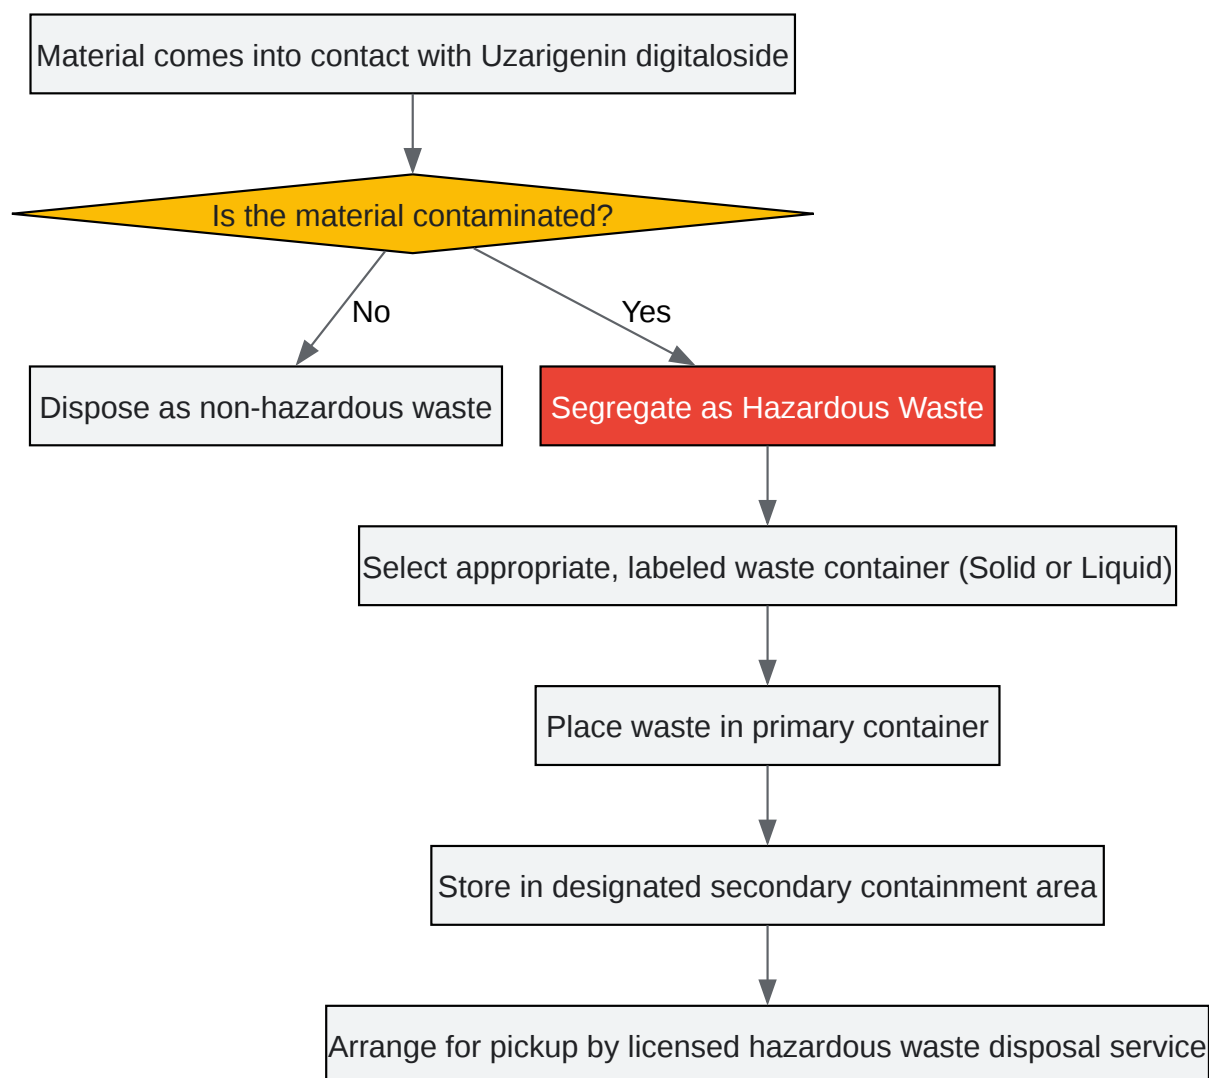 Material comes into contact with Uzarigenin digitaloside
Is the material contaminated?
No
Yes
Dispose as non-hazardous waste
Segregate as Hazardous Waste
Select appropriate, labeled waste container (Solid or Liquid)
Place waste in primary container
Store in designated secondary containment area
Arrange for pickup by licensed hazardous waste disposal service